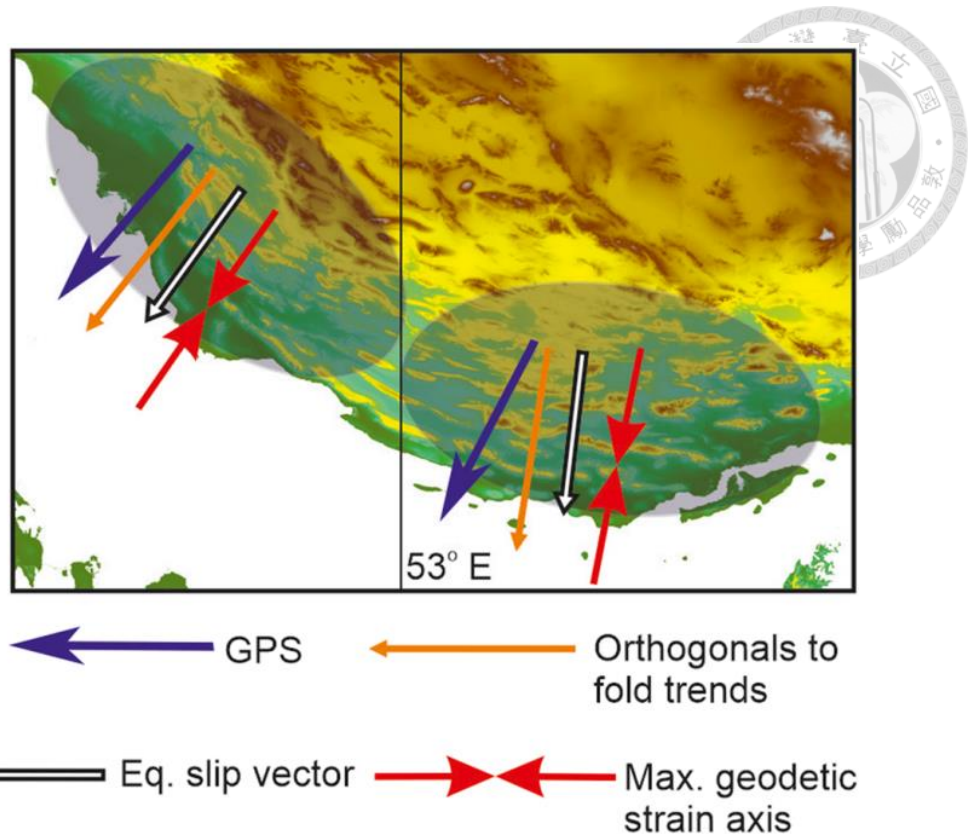 53° E
GPS
Orthogonals to
fold trends
Eq. slip vector
Max. geodetic
strain axis